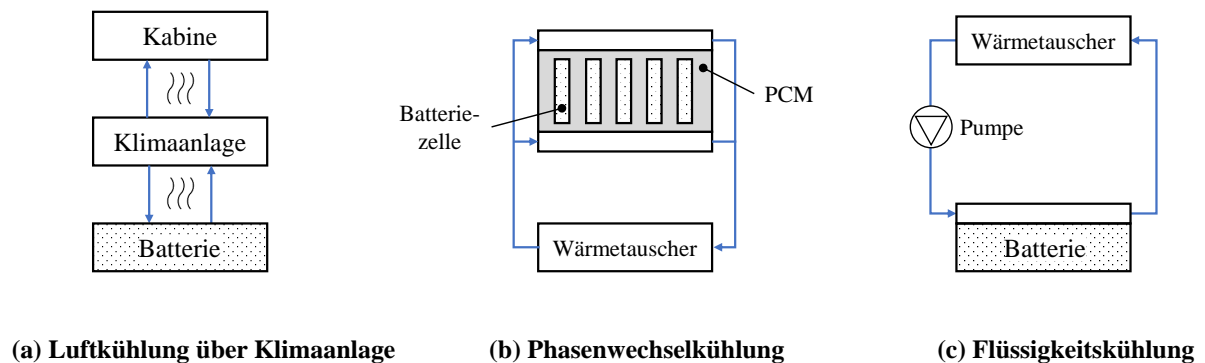 Kabine
Klimaanlage
Batterie
(a) Luftkühlung über Klimaanlage
Batterie-
zelle
PCM
Wärmetauscher
(b) Phasenwechselkühlung
Wärmetauscher
Pumpe
Batterie
(c) Flüssigkeitskühlung